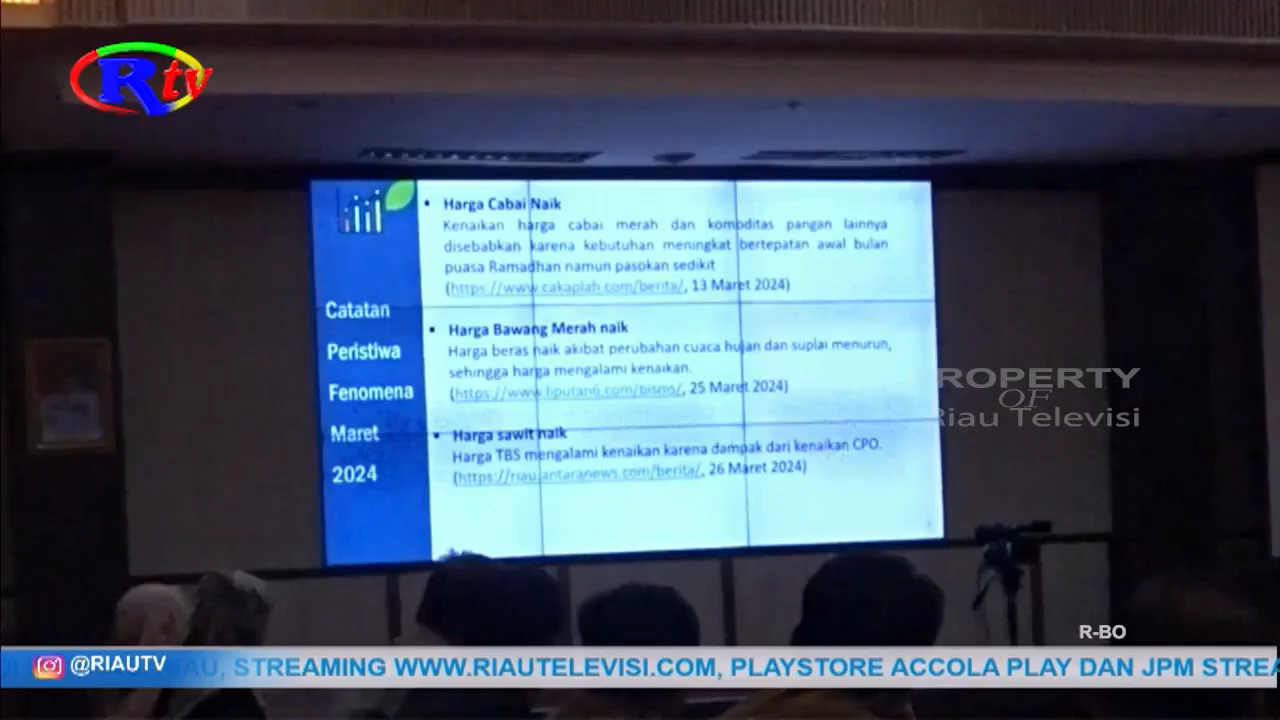 Rtv
Catatan
Peristiwa
Fenomena
Maret
2024
• Harga Cabai Naik
Kenaikan harga cabai merah dan komoditas pangan lainnya
disebabkan karena kebutuhan meningkat bertepatan awal bulan
puasa Ramadhan namun pasokan sedikit
(https://www.cakaplah.com/berita/, 13 Maret 2024)
• Harga Bawang Merah naik
Harga beras naik akibat perubahan cuaca hujan dan suplai menurun,
sehingga harga mengalami kenaikan.
(https://www.liputan6.com/bisnis/, 25 Maret 2024)
• Harga sawit naik
Harga TBS mengalami kenaikan karena dampak dari kenaikan CPO.
(https://riau.antaranews.com/berita/, 26 Maret 2024)
ROPERTY
OF
Riau Televisi
R-BO
@RIAUTV
AU, STREAMING WWW.RIAUTELEVISI.COM, PLAYSTORE ACCOLA PLAY DAN JPM STREA